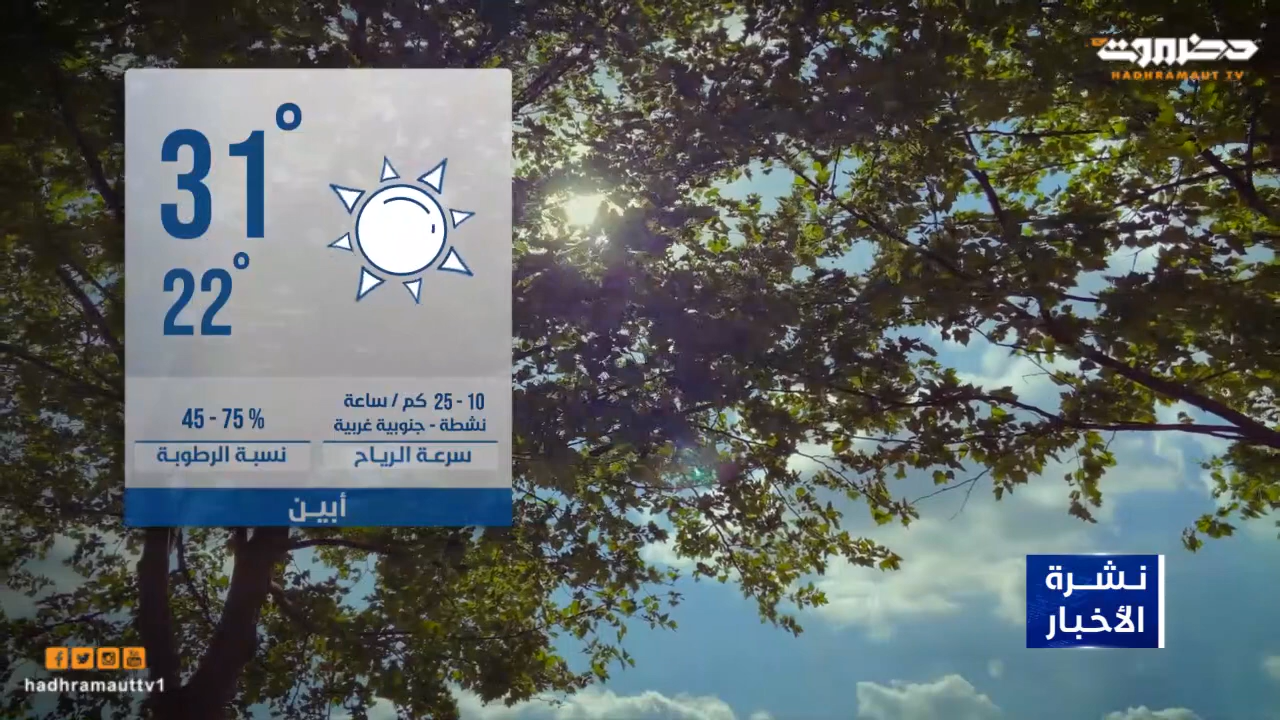 حضرموت
HADHRAMAUT TV
31°
22°
10 - 25 كم / ساعة
نشطة - جنوبية غربية
سرعة الرياح
45 - 75 %
نسبة الرطوبة
أبين
نشرة
الأخبار
hadhramauttv1